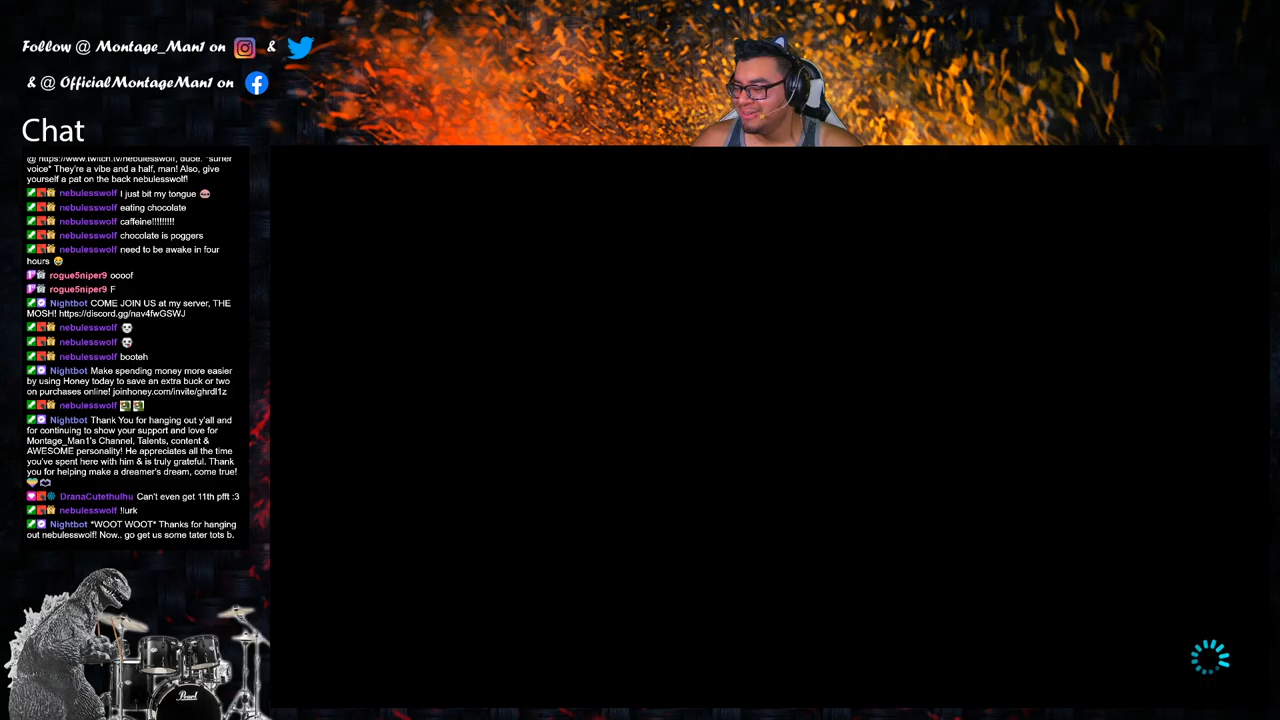 Follow @ Montage_Man1 on &
& @ OfficialMontageMan1 on
Chat
@ https://www.twitch.tv/nebulesswolf, dude. *surfer
voice* They're a vibe and a half, man! Also, give
yourself a pat on the back nebulesswolf!
nebulesswolf I just bit my tongue
nebulesswolf eating chocolate
nebulesswolf caffeine!!!!!!!!!
nebulesswolf chocolate is poggers
nebulesswolf need to be awake in four
hours
rogue5niper9 oooof
rogue5niper9 F
Nightbot COME JOIN US at my server, THE
MOSH! https://discord.gg/nav4fwGSWJ
nebulesswolf
nebulesswolf
nebulesswolf booteh
Nightbot Make spending money more easier
by using Honey today to save an extra buck or two
on purchases online! joinhoney.com/invite/ghrdl1z
nebulesswolf
Nightbot Thank You for hanging out y'all and
for continuing to show your support and love for
Montage_Man1's Channel, Talents, content &
AWESOME personality! He appreciates all the time
you've spent here with him & is truly grateful. Thank
you for helping make a dreamer's dream, come true!
DranaCutethulhu Can't even get 11th pfft :3
nebulesswolf !lurk
Nightbot *WOOT WOOT* Thanks for hanging
out nebulesswolf! Now.. go get us some tater tots b.
Pearl